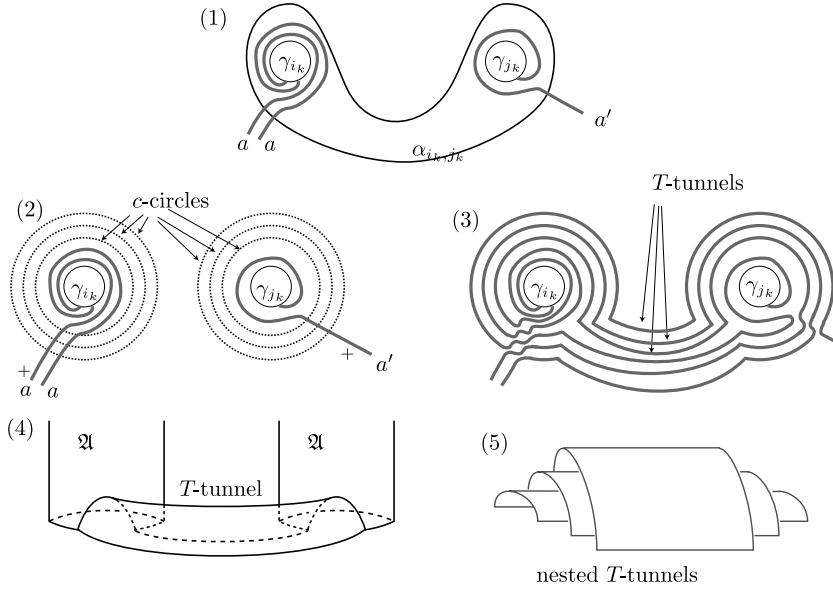 (1)
γ_{i_k} γ_{j_k}
a a a′
α_{i_k,j_k}
c-circles T-tunnels
(2) (3)
γ_{i_k} γ_{j_k} γ_{i_k} γ_{j_k}
+ +
a a a′
(4) 𝔄 𝔄 (5)
T-tunnel
nested T-tunnels